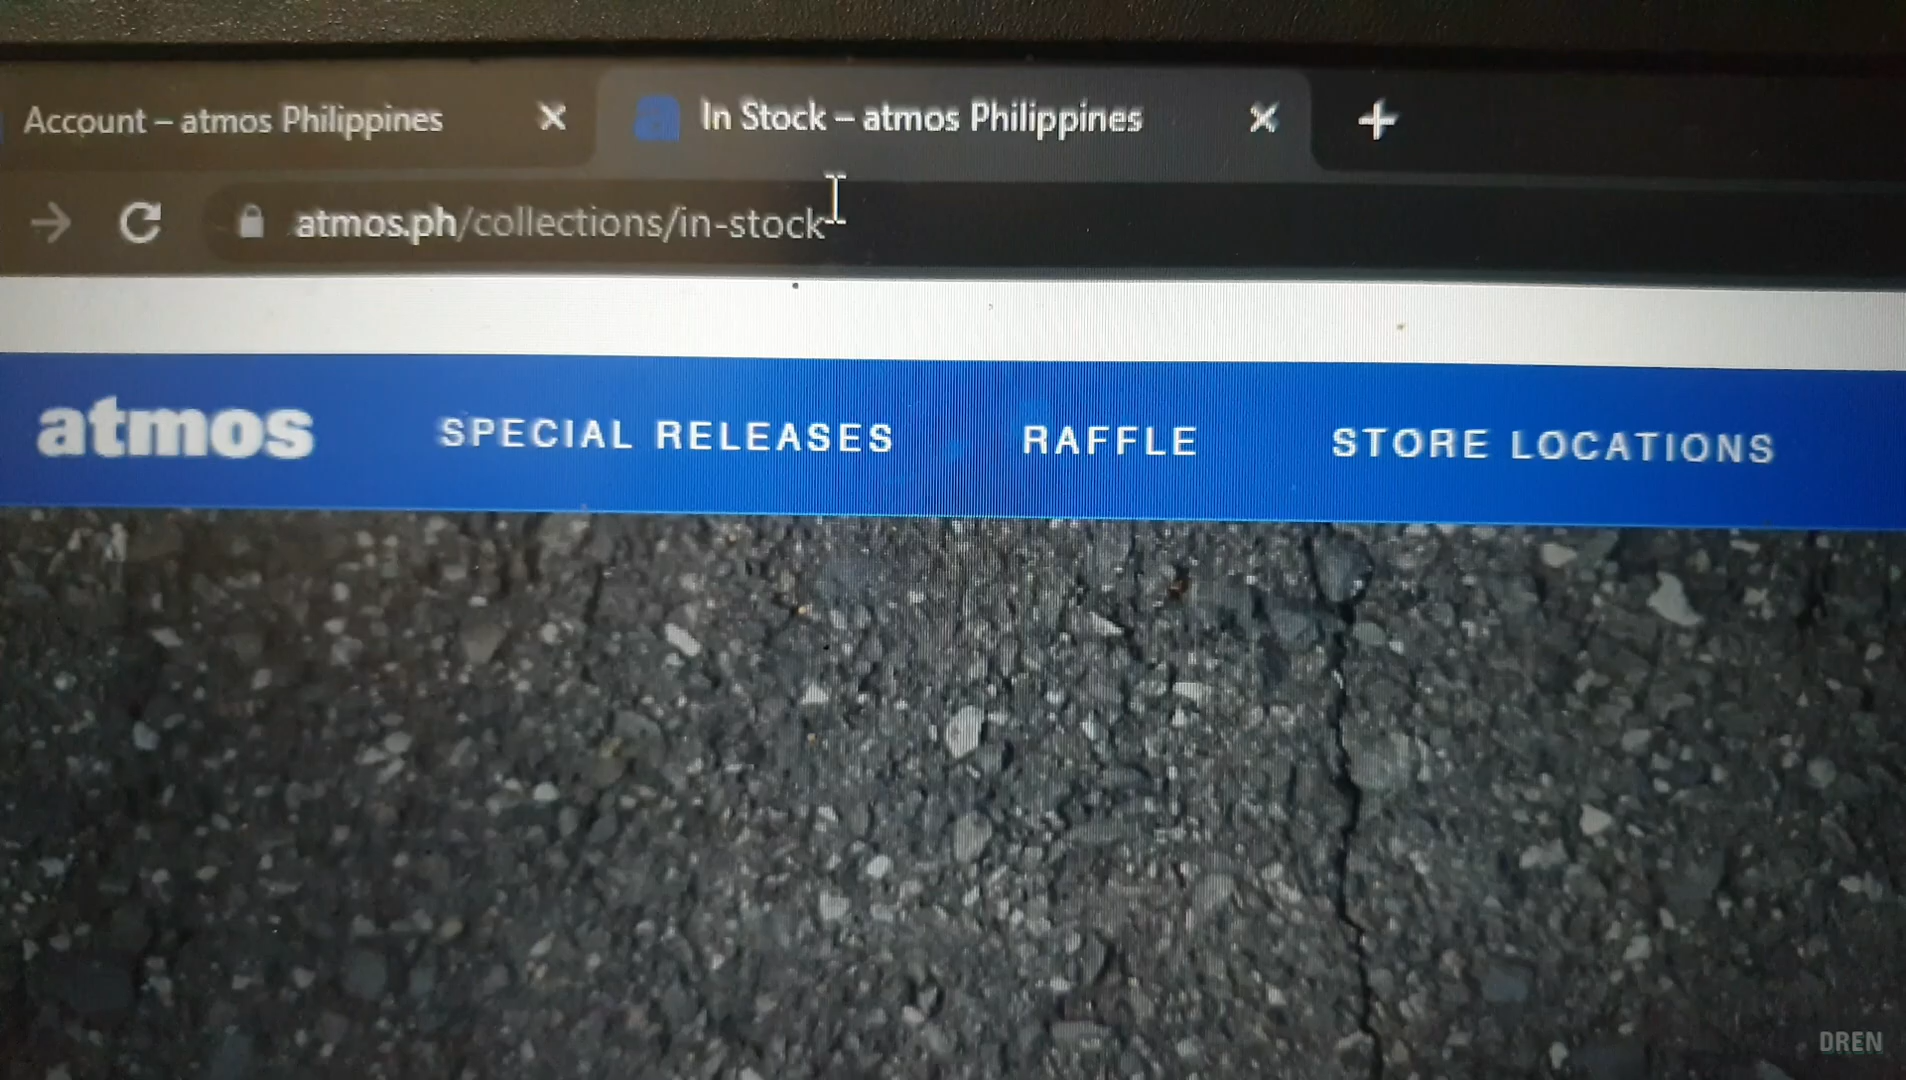 Account – atmos Philippines
In Stock – atmos Philippines
atmos.ph/collections/in-stock
atmos SPECIAL RELEASES RAFFLE STORE LOCATIONS
DREN